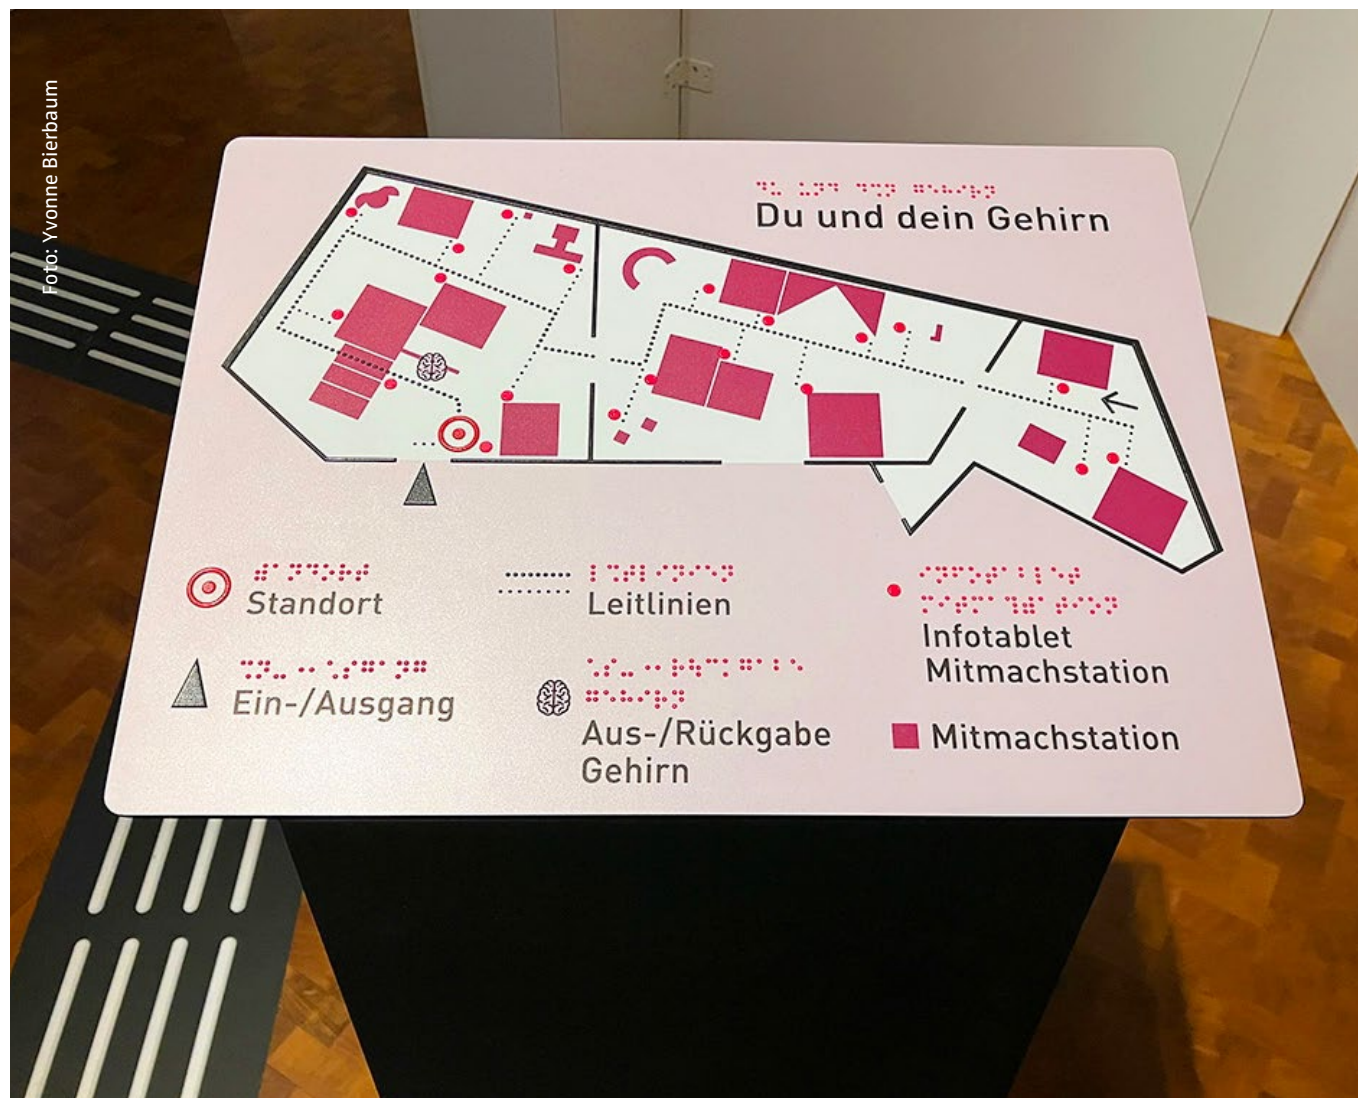 Foto: Yvonne Bierbaum
Du und dein Gehirn
Standort
Leitlinien
Infotablet
Mitmachstation
Ein-/Ausgang
Aus-/Rückgabe
Gehirn
Mitmachstation